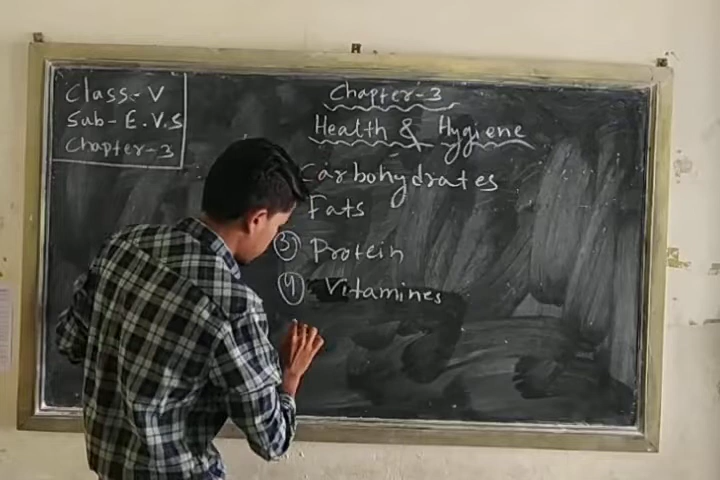 Class - V
Sub - E.V.S
Chapter - 3
Chapter - 3
Health & Hygiene
Carbohydrates
Fats
③ Protein
④ Vitamines